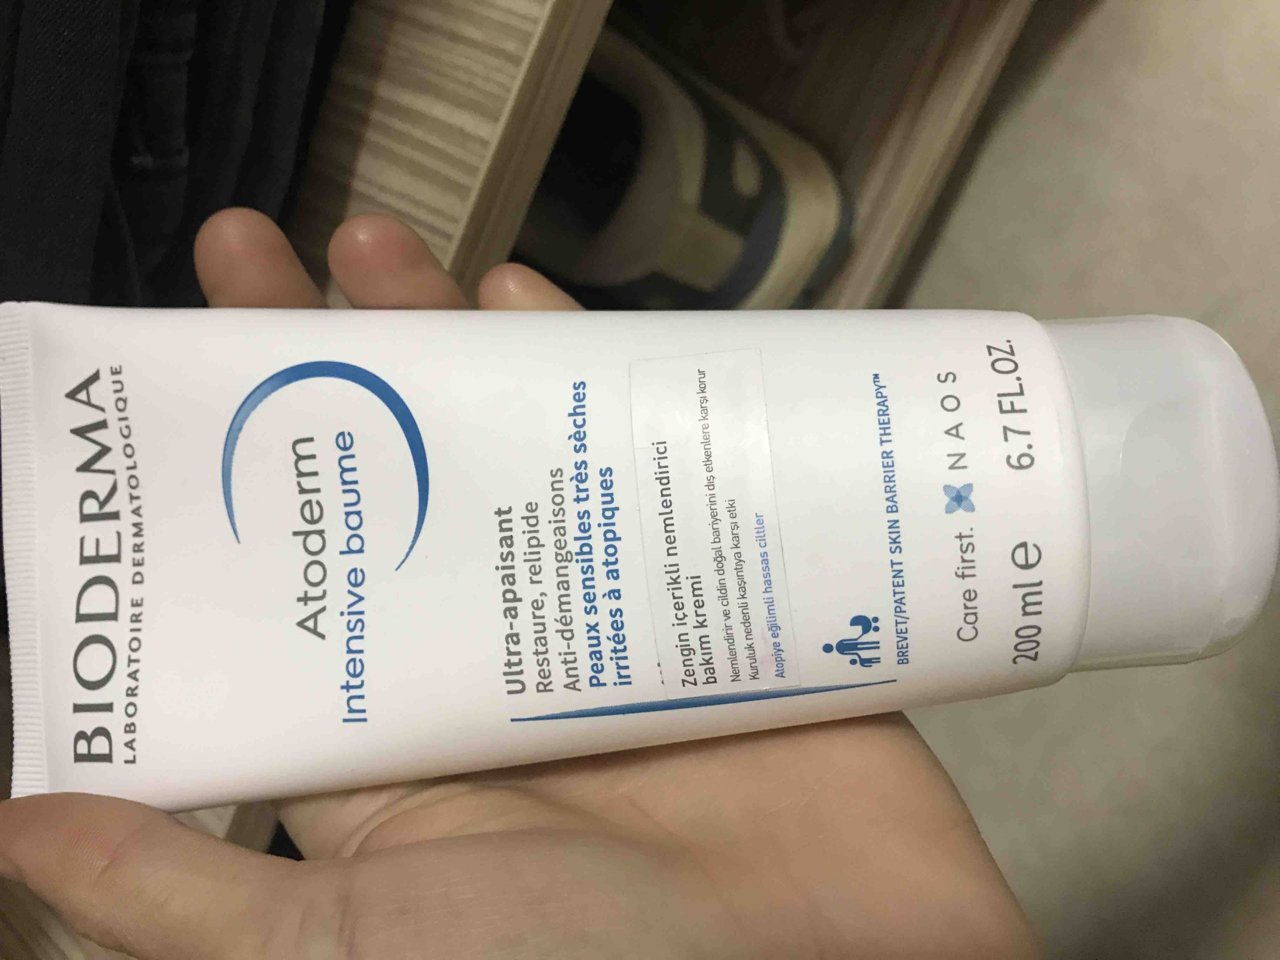 BIODERMA
LABORATOIRE DERMATOLOGIQUE
Atoderm
Intensive baume
Ultra-apaisant
Restaure, relipide
Anti-démangeaisons
Peaux sensibles très sèches
irritées à atopiques
Zengin içerikli nemlendirici
bakım kremi
Nemlendirir ve cildin doğal bariyerini dış etkenlere karşı korur
Kuruluk nedenli kaşıntıya karşı etki
Atopiye eğilimli hassas ciltler
BREVET/PATENT SKIN BARRIER THERAPY™
Care first. NAOS
200 ml e 6.7 FL.OZ.